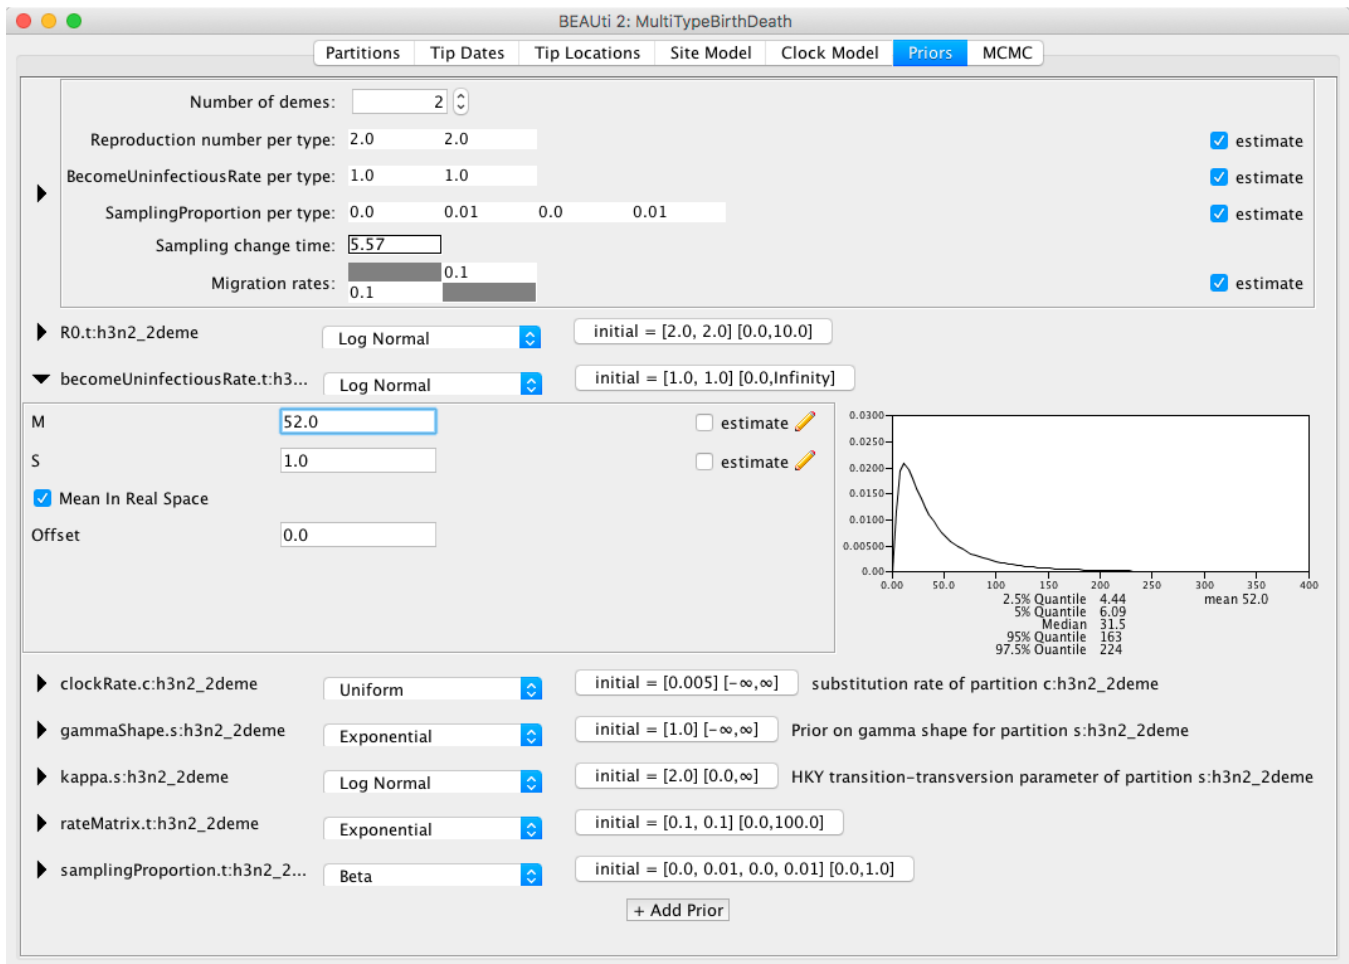 BEAUti 2: MultiTypeBirthDeath
Partitions Tip Dates Tip Locations Site Model Clock Model Priors MCMC
Number of demes: 2
Reproduction number per type: 2.0 2.0 estimate
BecomeUninfectiousRate per type: 1.0 1.0 estimate
SamplingProportion per type: 0.0 0.01 0.0 0.01 estimate
Sampling change time: 5.57
Migration rates: 0.1 0.1 estimate
R0.t:h3n2_2deme Log Normal initial = [2.0, 2.0] [0.0,10.0]
becomeUninfectiousRate.t:h3... Log Normal initial = [1.0, 1.0] [0.0,Infinity]
M 52.0 estimate
S 1.0 estimate
Mean In Real Space
Offset 0.0
0.0300
0.0250
0.0200
0.0150
0.0100
0.00500
0.00
0.00 50.0 100 150 200 250 300 350 400
2.5% Quantile 4.44 mean 52.0
5% Quantile 6.09
Median 31.5
95% Quantile 163
97.5% Quantile 224
clockRate.c:h3n2_2deme Uniform initial = [0.005] [-∞,∞] substitution rate of partition c:h3n2_2deme
gammaShape.s:h3n2_2deme Exponential initial = [1.0] [-∞,∞] Prior on gamma shape for partition s:h3n2_2deme
kappa.s:h3n2_2deme Log Normal initial = [2.0] [0.0,∞] HKY transition-transversion parameter of partition s:h3n2_2deme
rateMatrix.t:h3n2_2deme Exponential initial = [0.1, 0.1] [0.0,100.0]
samplingProportion.t:h3n2_2... Beta initial = [0.0, 0.01, 0.0, 0.01] [0.0,1.0]
+ Add Prior